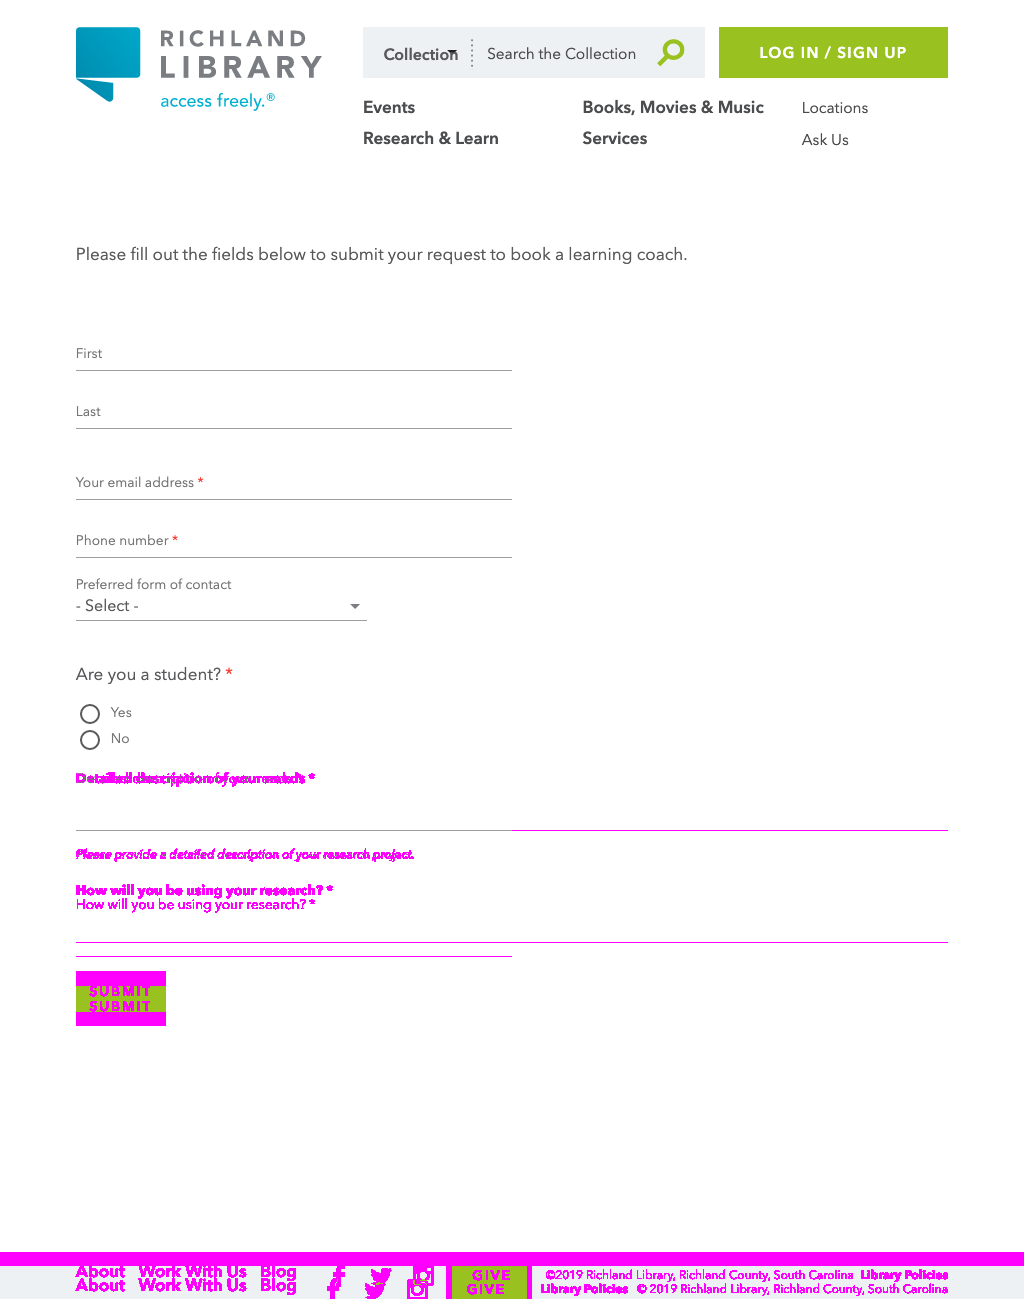 RICHLAND
LIBRARY
access freely.®
Collection
Search the Collection
LOG IN / SIGN UP
Events
Books, Movies & Music
Locations
Research & Learn
Services
Ask Us
Please fill out the fields below to submit your request to book a learning coach.
First
Last
Your email address *
Phone number *
Preferred form of contact
- Select -
Are you a student? *
Yes
No
Detailed description of your needs *
Please provide a detailed description of your research project.
How will you be using your research? *
How will you be using your research? *
SUBMIT
SUBMIT
About Work With Us Blog
About Work With Us Blog
GIVE
GIVE
©2019 Richland Library, Richland County, South Carolina Library Policies
Library Policies © 2019 Richland Library, Richland County, South Carolina